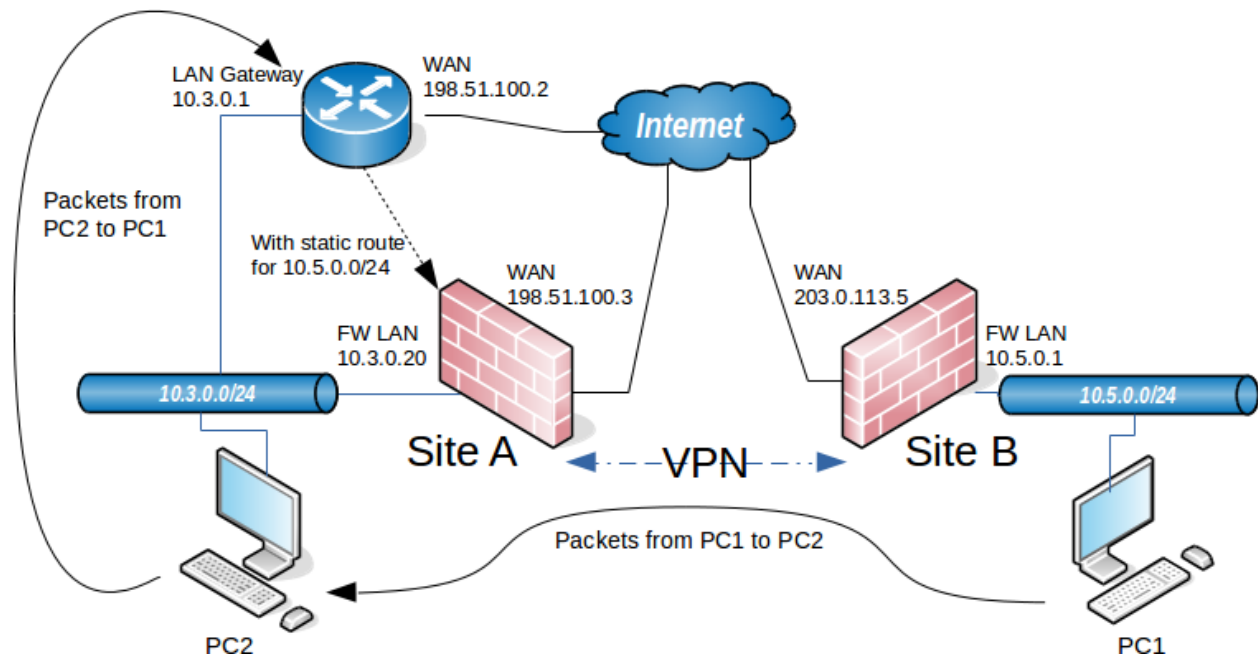 LAN Gateway
10.3.0.1
WAN
198.51.100.2
Internet
Packets from
PC2 to PC1
With static route
for 10.5.0.0/24
WAN
198.51.100.3
WAN
203.0.113.5
FW LAN
10.3.0.20
FW LAN
10.5.0.1
10.3.0.0/24
10.5.0.0/24
Site A
VPN
Site B
Packets from PC1 to PC2
PC2
PC1